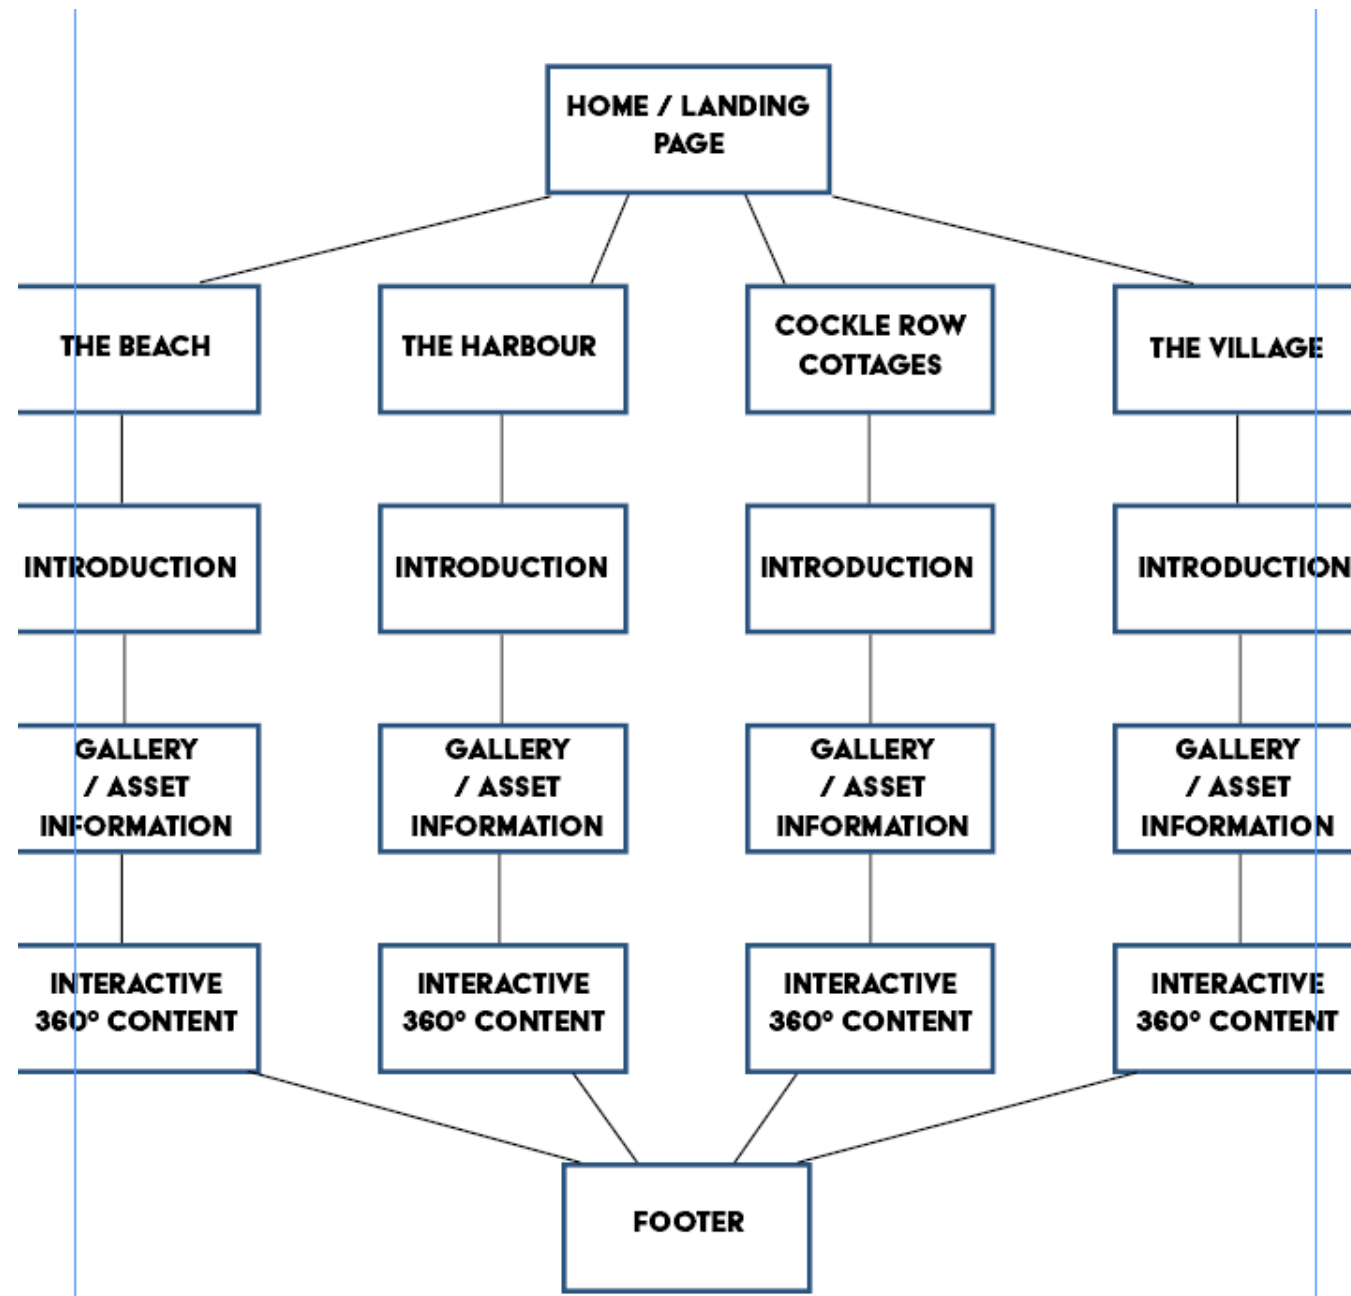 HOME / LANDING
PAGE
THE BEACH
THE HARBOUR
COCKLE ROW
COTTAGES
THE VILLAGE
INTRODUCTION
INTRODUCTION
INTRODUCTION
INTRODUCTION
GALLERY
/ ASSET
INFORMATION
GALLERY
/ ASSET
INFORMATION
GALLERY
/ ASSET
INFORMATION
GALLERY
/ ASSET
INFORMATION
INTERACTIVE
360° CONTENT
INTERACTIVE
360° CONTENT
INTERACTIVE
360° CONTENT
INTERACTIVE
360° CONTENT
FOOTER